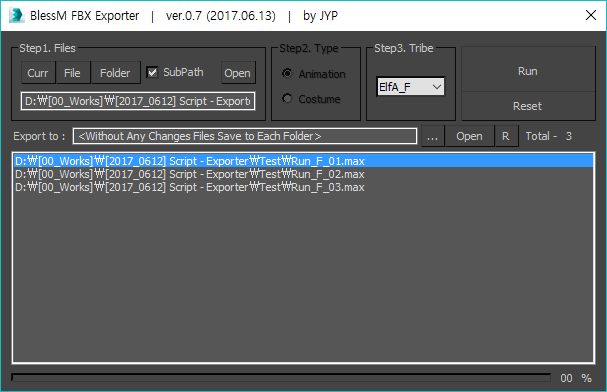 BlessM FBX Exporter | ver.0.7 (2017.06.13) | by JYP
Step1. Files
Step2. Type
Step3. Tribe
Curr File Folder SubPath Open
D:₩[00_Works]₩[2017_0612] Script - Exporte
Animation
Costume
ElfA_F
Run
Reset
Export to : <Without Any Changes Files Save to Each Folder> ... Open R Total - 3
D:₩[00_Works]₩[2017_0612] Script - Exporter₩Test₩Run_F_01.max
D:₩[00_Works]₩[2017_0612] Script - Exporter₩Test₩Run_F_02.max
D:₩[00_Works]₩[2017_0612] Script - Exporter₩Test₩Run_F_03.max
00 %